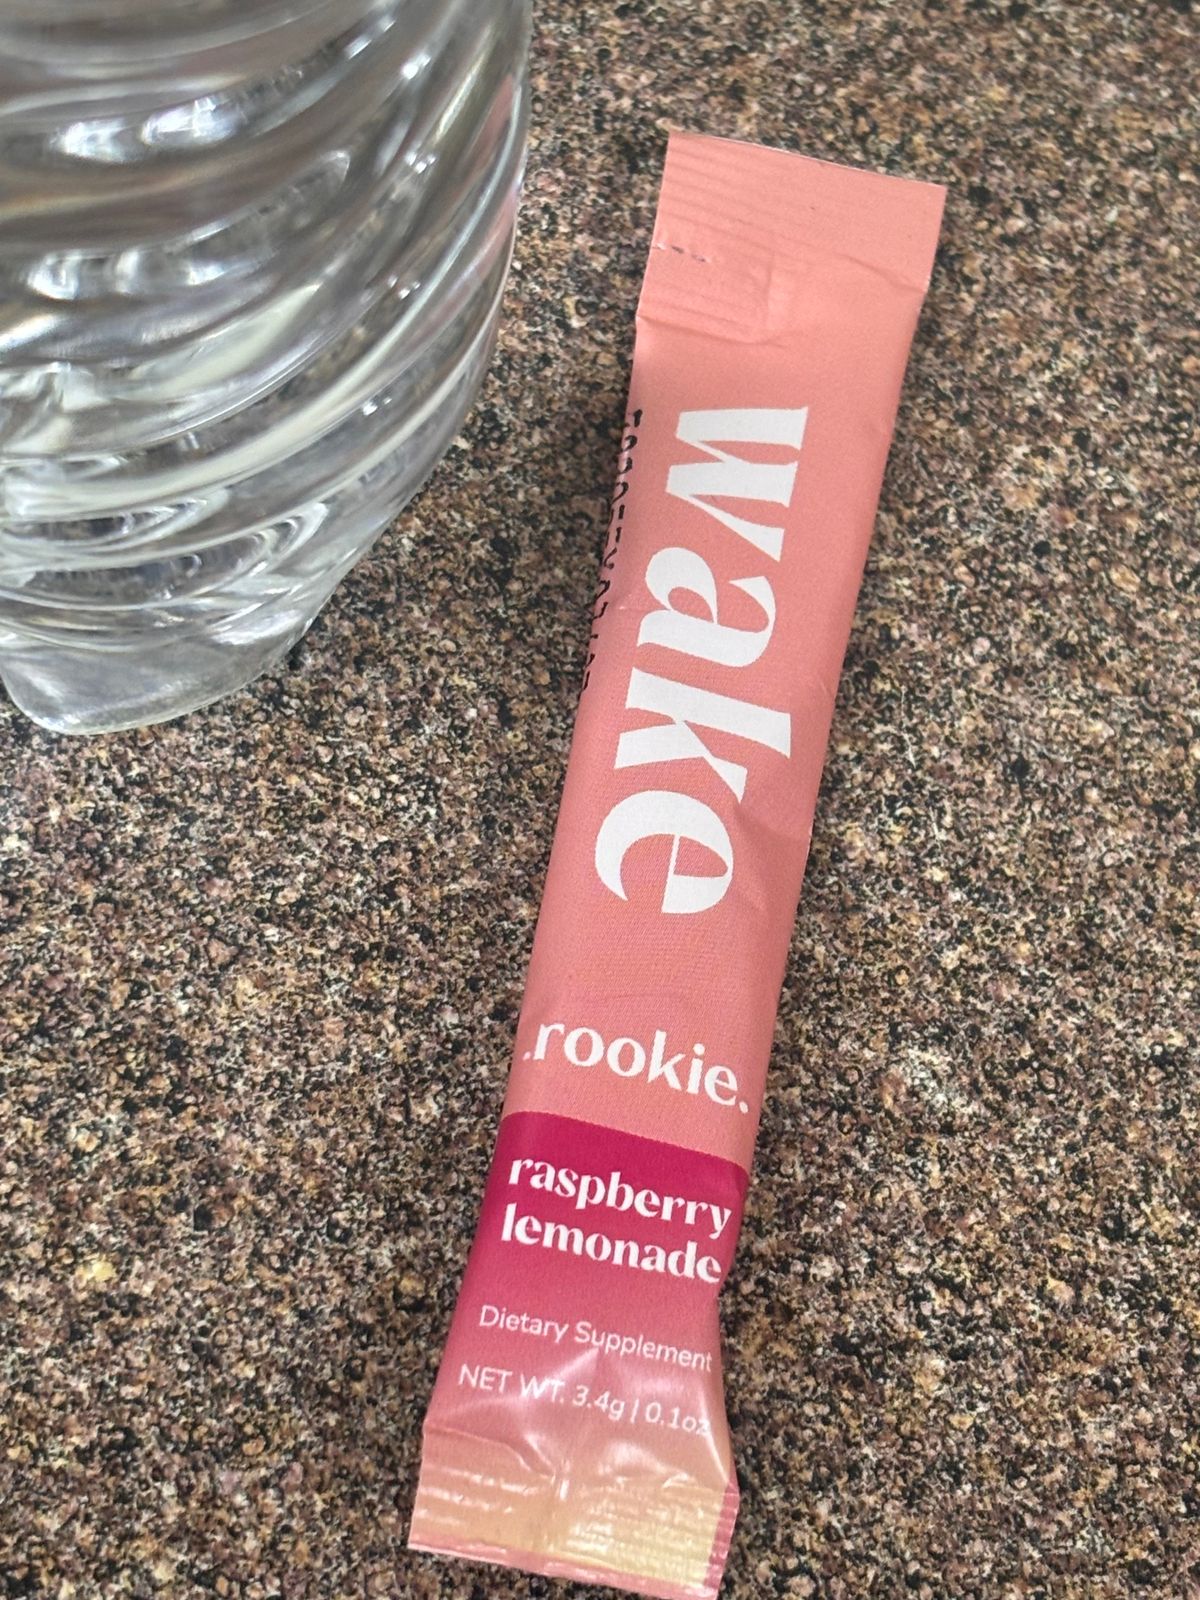 wake
.rookie.
raspberry
lemonade
Dietary Supplement
NET WT. 3.4g | 0.1oz